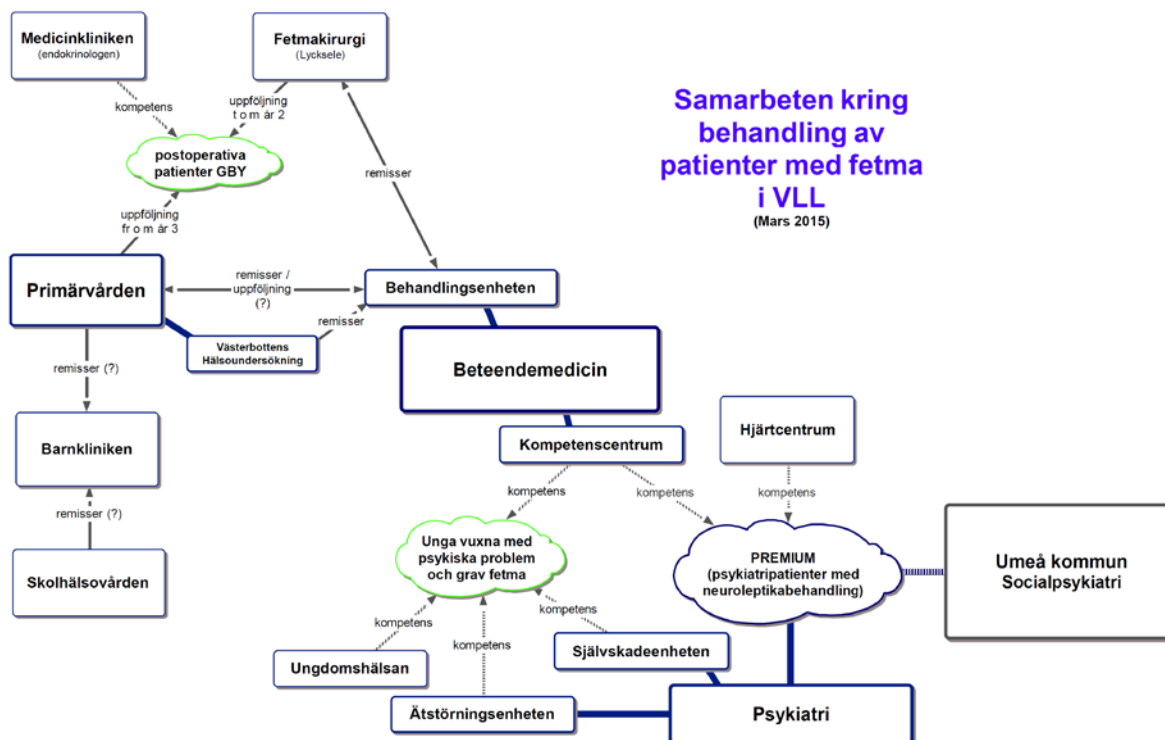 Medicinkliniken
(endokrinologen)
Fetmakirurgi
(Lycksele)
Samarbeten kring
behandling av
patienter med fetma
i VLL
(Mars 2015)
kompetens
uppföljning
t o m år 2
postoperativa
patienter GBY
remisser
uppföljning
fr o m år 3
Primärvården
remisser /
uppföljning
(?)
Behandlingsenheten
remisser
Västerbottens
Hälsoundersökning
remisser (?)
Beteendemedicin
Barnkliniken
Kompetenscentrum
Hjärtcentrum
kompetens
kompetens
kompetens
remisser (?)
Unga vuxna med
psykiska problem
och grav fetma
PREMIUM
(psykiatripatienter med
neuroleptikabehandling)
Umeå kommun
Socialpsykiatri
Skolhälsovården
kompetens
kompetens
kompetens
Ungdomshälsan
Självskadeenheten
Ätstörningsenheten
Psykiatri